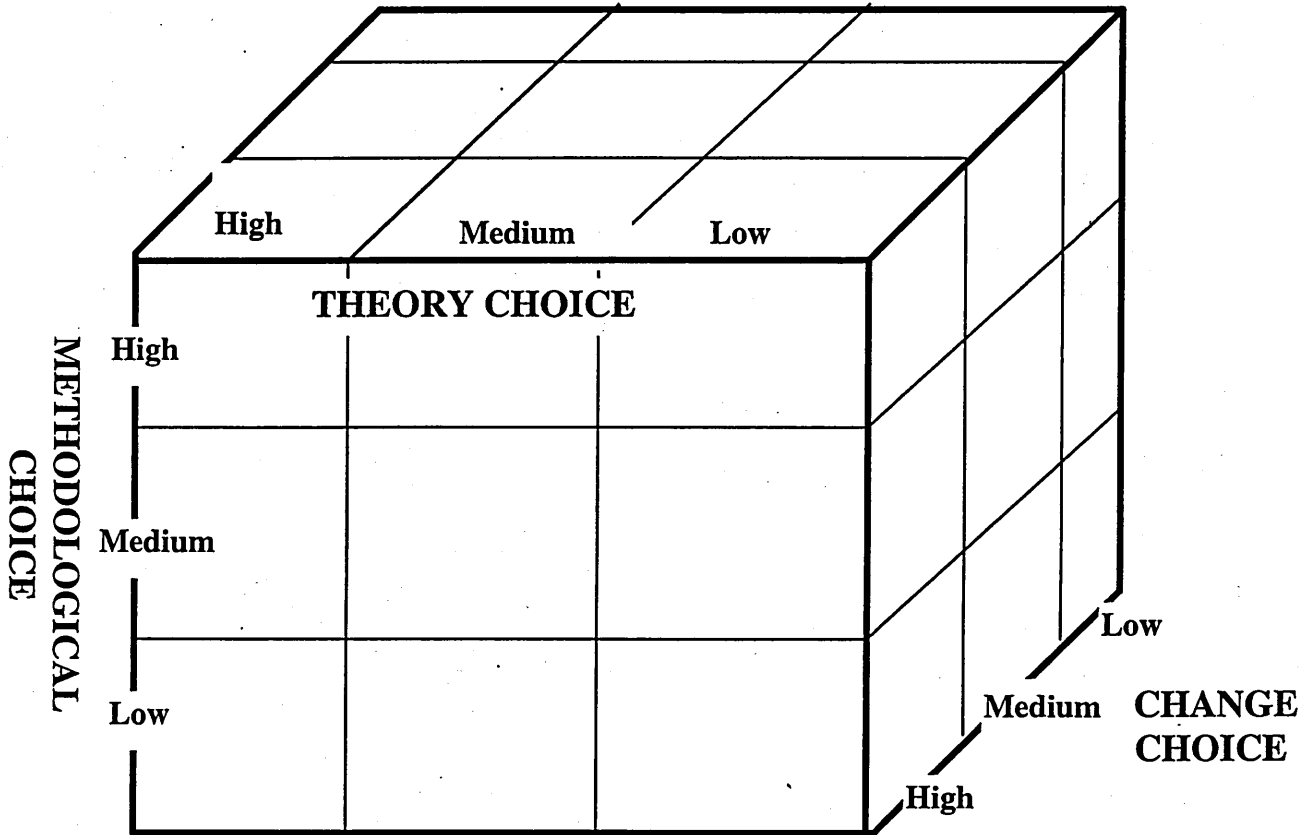 High
Medium
Low
THEORY CHOICE
METHODOLOGICAL
CHOICE
High
Medium
Low
Low
Medium
High
CHANGE
CHOICE